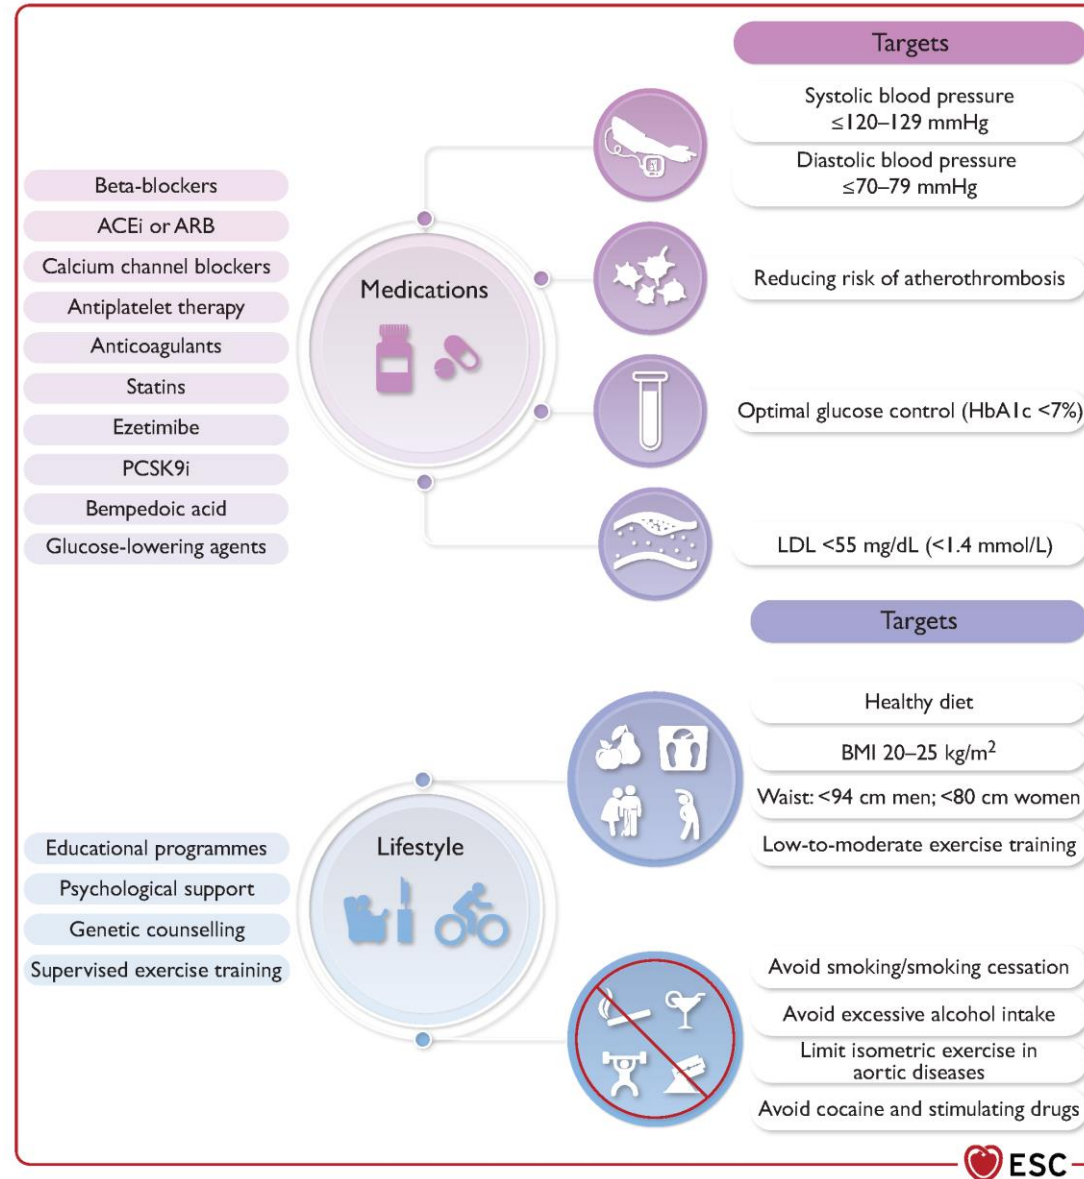 Targets
Systolic blood pressure
≤120–129 mmHg
Diastolic blood pressure
≤70–79 mmHg
Beta-blockers
ACEi or ARB
Calcium channel blockers
Antiplatelet therapy
Anticoagulants
Statins
Ezetimibe
PCSK9i
Bempedoic acid
Glucose-lowering agents
Medications
Reducing risk of atherothrombosis
Optimal glucose control (HbA1c <7%)
LDL <55 mg/dL (<1.4 mmol/L)
Targets
Healthy diet
BMI 20–25 kg/m²
Waist: <94 cm men; <80 cm women
Low-to-moderate exercise training
Educational programmes
Psychological support
Genetic counselling
Supervised exercise training
Lifestyle
Avoid smoking/smoking cessation
Avoid excessive alcohol intake
Limit isometric exercise in
aortic diseases
Avoid cocaine and stimulating drugs
ESC